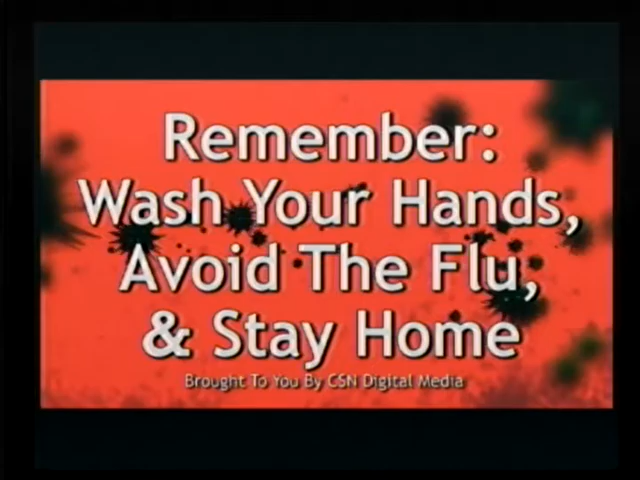 Remember:
Wash Your Hands,
Avoid The Flu,
& Stay Home
Brought To You By CSN Digital Media